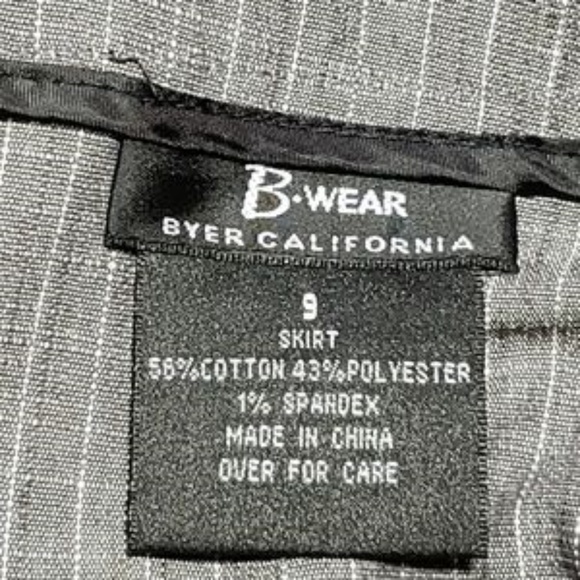 B·WEAR
BYER CALIFORNIA
9
SKIRT
56%COTTON 43%POLYESTER
1% SPANDEX
MADE IN CHINA
OVER FOR CARE